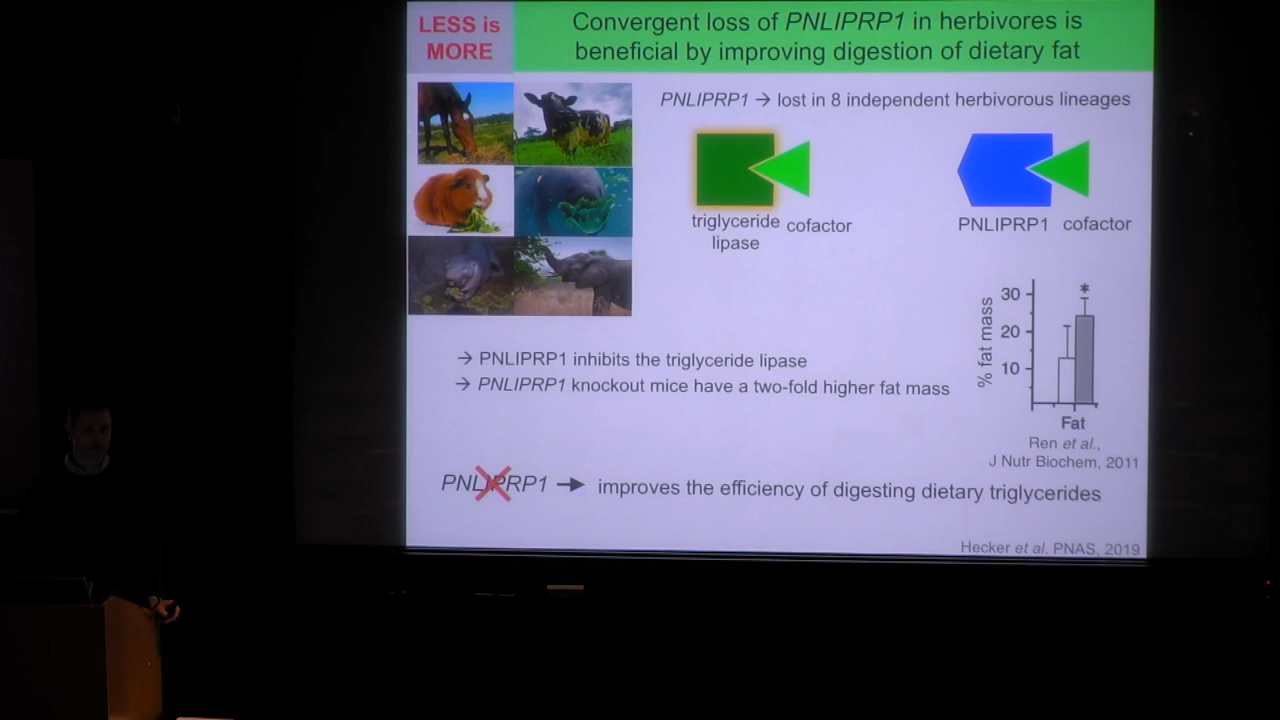 LESS is
MORE
Convergent loss of PNLIPRP1 in herbivores is
beneficial by improving digestion of dietary fat
PNLIPRP1 → lost in 8 independent herbivorous lineages
triglyceride
lipase
cofactor
PNLIPRP1
cofactor
→ PNLIPRP1 inhibits the triglyceride lipase
→ PNLIPRP1 knockout mice have a two-fold higher fat mass
% fat mass
30
20
10
*
Fat
Ren et al.,
J Nutr Biochem, 2011
PNLIPRP1 → improves the efficiency of digesting dietary triglycerides
Hecker et al. PNAS, 2019